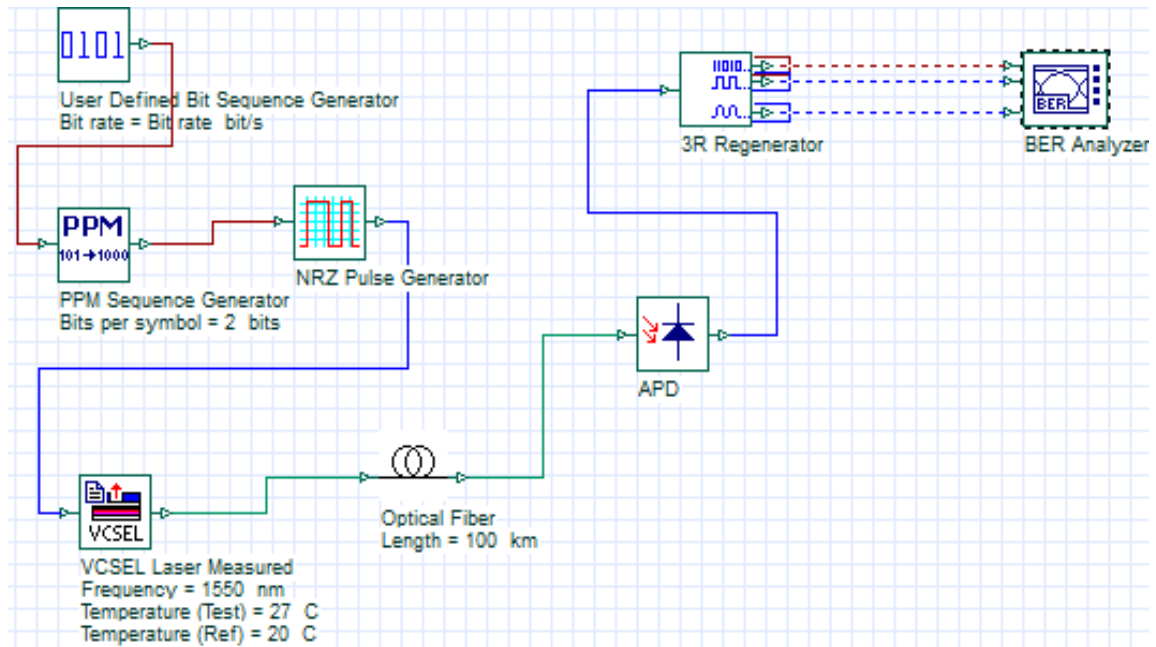 0101
User Defined Bit Sequence Generator
Bit rate = Bit rate bit/s
PPM
101→1000
PPM Sequence Generator
Bits per symbol = 2 bits
NRZ Pulse Generator
VCSEL
VCSEL Laser Measured
Frequency = 1550 nm
Temperature (Test) = 27 C
Temperature (Ref) = 20 C
Optical Fiber
Length = 100 km
APD
11010..
3R Regenerator
BER
BER Analyzer